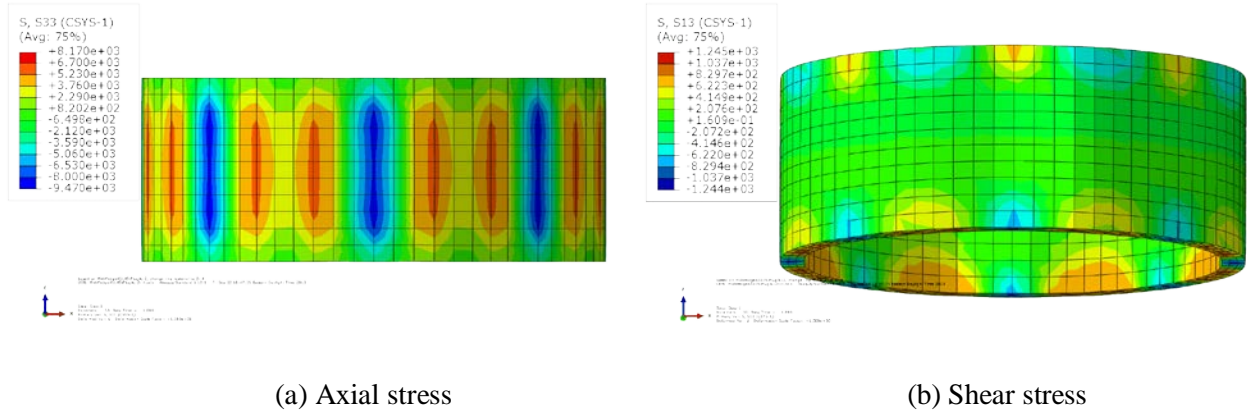 S, S33 (CSYS-1)
(Avg: 75%)
+8.170e+03
+6.700e+03
+5.230e+03
+3.760e+03
+2.290e+03
+8.202e+02
-6.498e+02
-2.120e+03
-3.590e+03
-5.060e+03
-6.530e+03
-8.000e+03
-9.470e+03
S, S13 (CSYS-1)
(Avg: 75%)
+1.245e+03
+1.037e+03
+8.297e+02
+6.223e+02
+4.149e+02
+2.076e+02
+1.609e-01
-2.072e+02
-4.146e+02
-6.220e+02
-8.294e+02
-1.037e+03
-1.244e+03
Z
X
Z
X
(a) Axial stress
(b) Shear stress